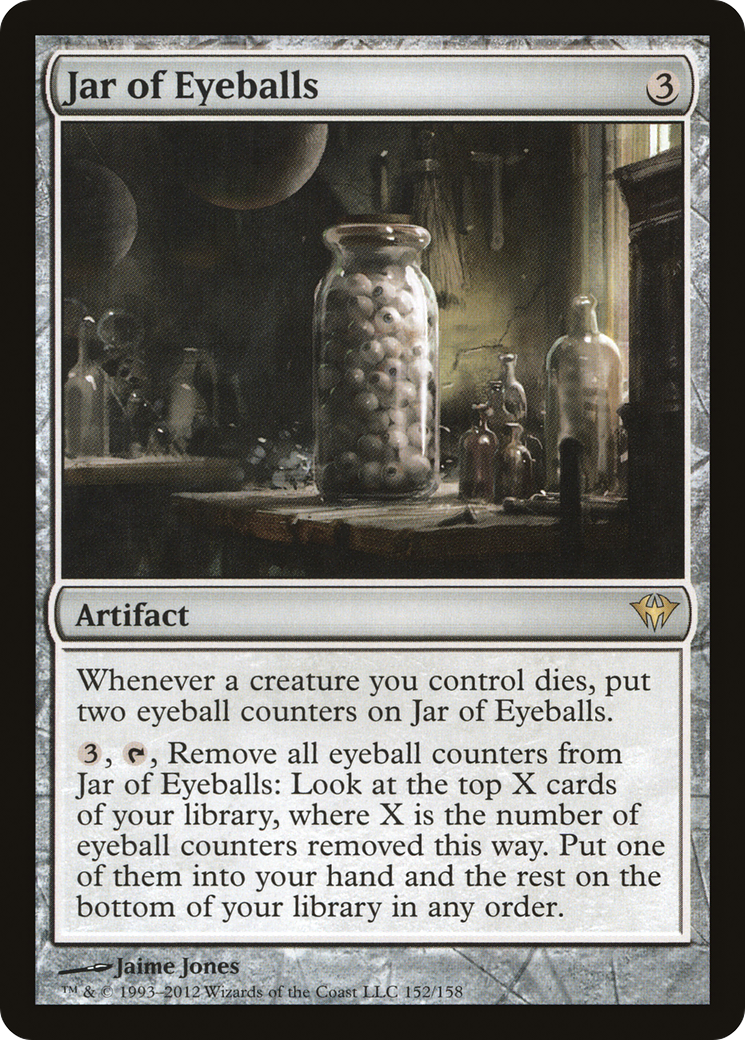 Jar of Eyeballs 3
Artifact
Whenever a creature you control dies, put
two eyeball counters on Jar of Eyeballs.
3, , Remove all eyeball counters from
Jar of Eyeballs: Look at the top X cards
of your library, where X is the number of
eyeball counters removed this way. Put one
of them into your hand and the rest on the
bottom of your library in any order.
Jaime Jones
™ & © 1993–2012 Wizards of the Coast LLC 152/158